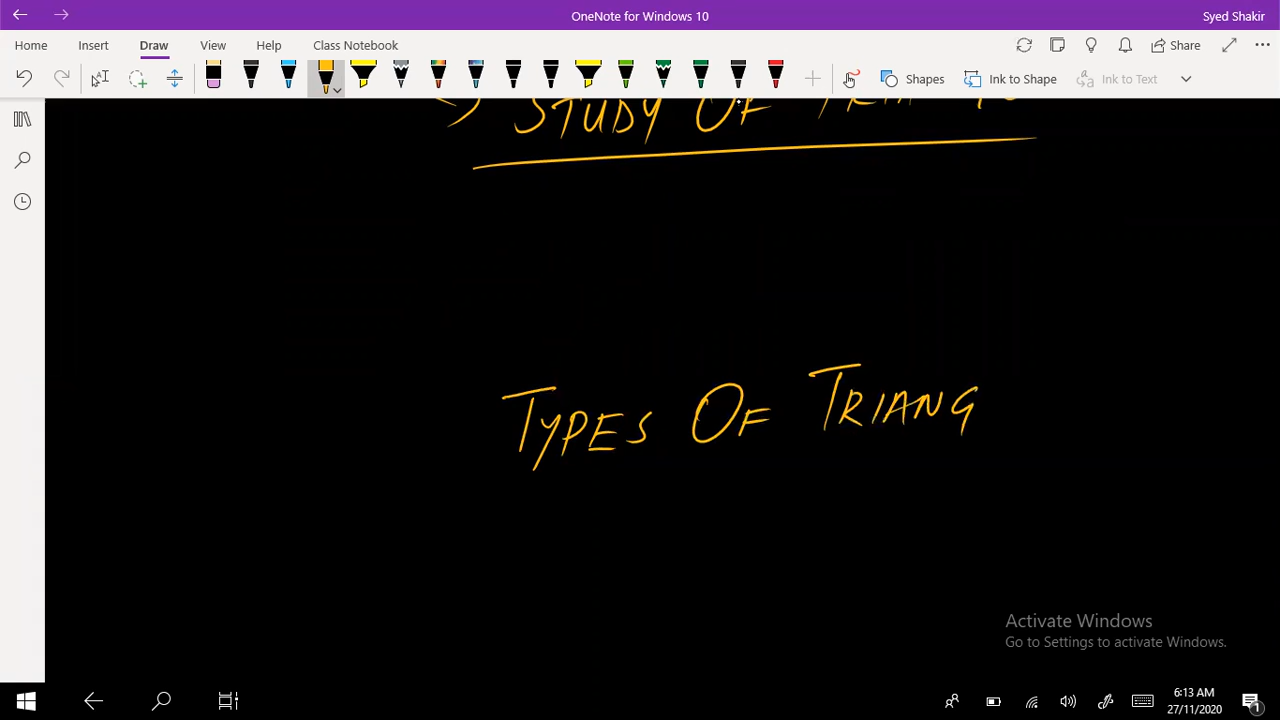 OneNote for Windows 10
Syed Shakir
Home Insert Draw View Help Class Notebook Share
Shapes Ink to Shape Ink to Text
STUDY OF
TYPES OF TRIANG
Activate Windows
Go to Settings to activate Windows.
6:13 AM
27/11/2020
1